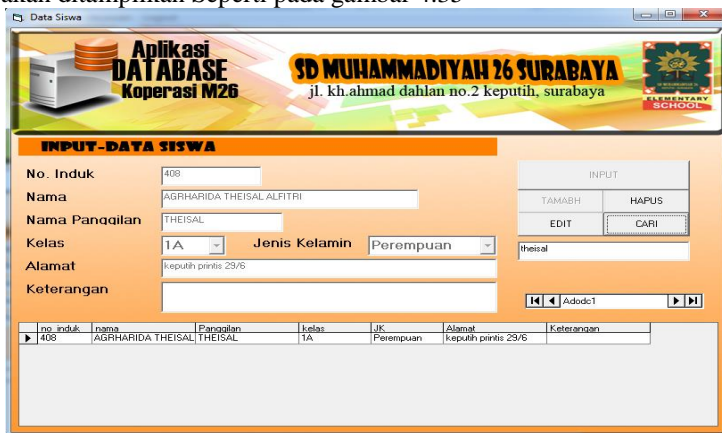 akan ditampilkan Seperti pada gambar 4.33
Data Siswa
Aplikasi
DATABASE
Koperasi M26
SD MUHAMMADIYAH 26 SURABAYA
jl. kh.ahmad dahlan no.2 keputih, surabaya
ELEMENTARY
SCHOOL
INPUT-DATA SISWA
No. Induk 408
Nama AGRHARIDA THEISAL ALFITRI
Nama Panggilan THEISAL
Kelas 1A Jenis Kelamin Perempuan
Alamat keputih printis 29/6
Keterangan
INPUT
TAMABH HAPUS
EDIT CARI
theisal
Adodc1
no_induk nama Panggilan kelas JK Alamat Keterangan
408 AGRHARIDA THEISAL THEISAL 1A Perempuan keputih printis 29/6